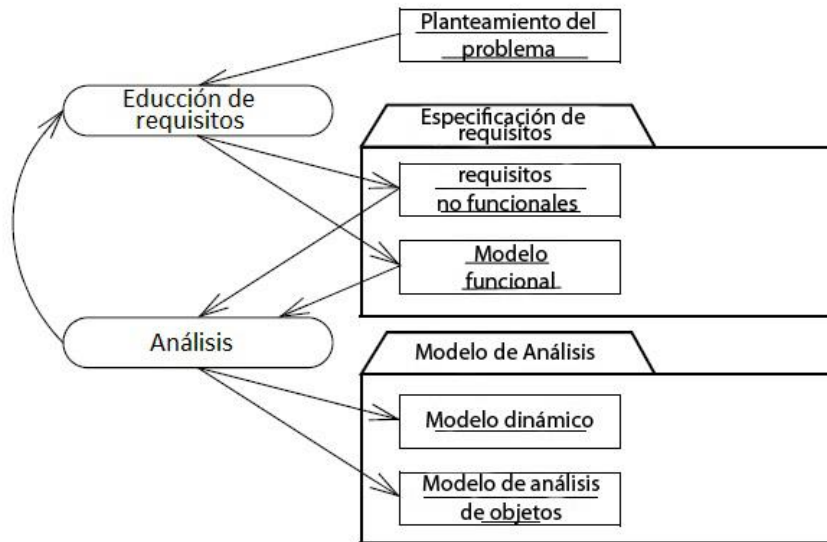 Planteamiento del
problema
Educción de
requisitos
Especificación de
requisitos
requisitos
no funcionales
Modelo
funcional
Análisis
Modelo de Análisis
Modelo dinámico
Modelo de análisis
de objetos